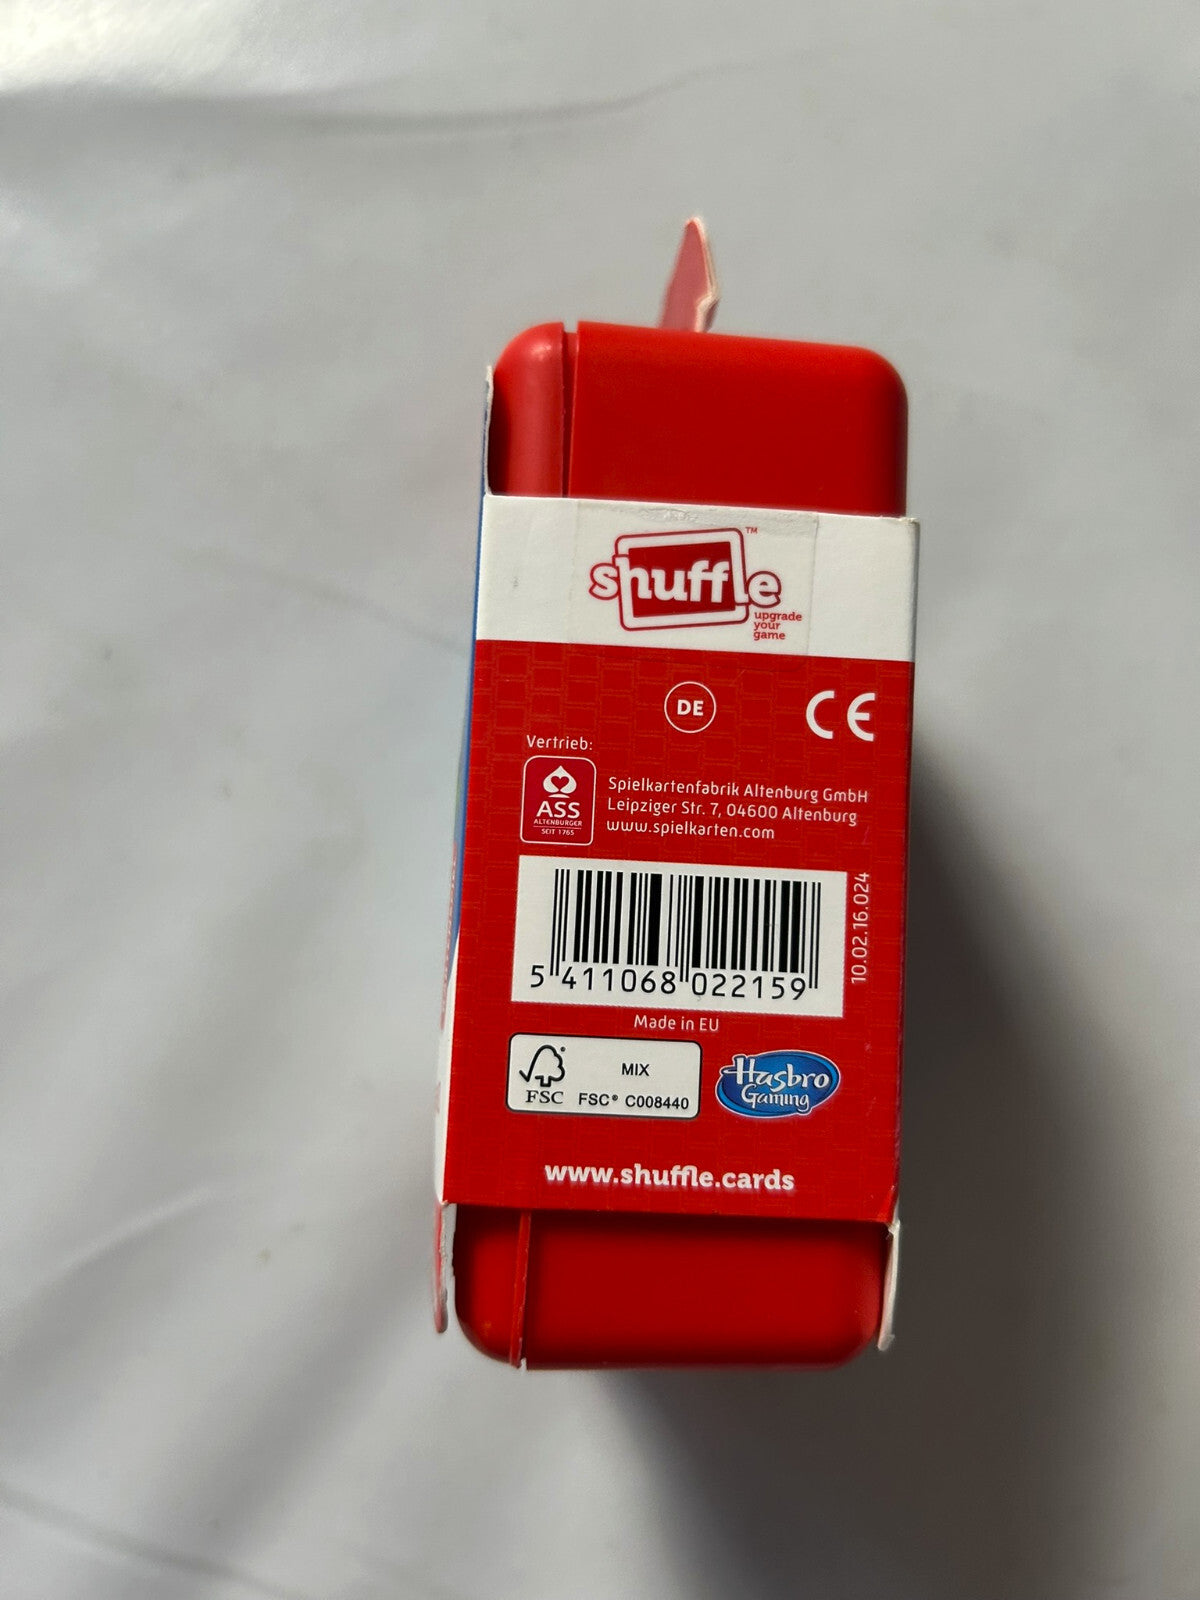 shuffle™
upgrade
your
game
DE
CE
Vertrieb:
ASS
ALTENBURGER
SEIT 1765
Spielkartenfabrik Altenburg GmbH
Leipziger Str. 7, 04600 Altenburg
www.spielkarten.com
5 411068 022159
10.02.16.024
Made in EU
FSC
MIX
FSC® C008440
Hasbro
Gaming
www.shuffle.cards